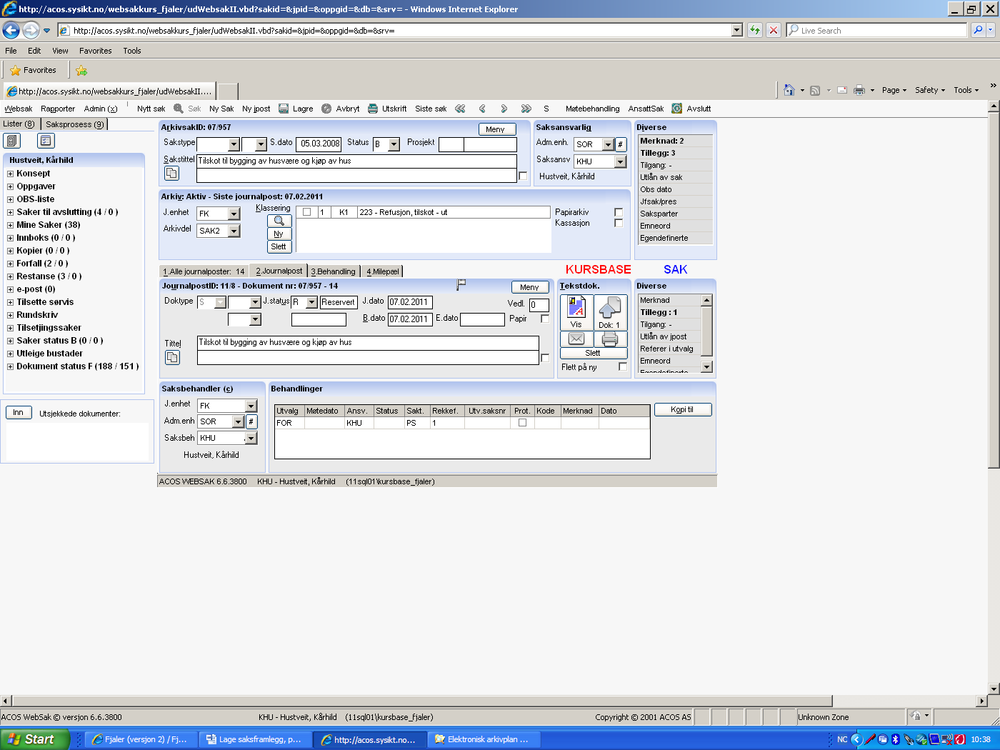 http://acos.sysikt.no/websakkurs_fjaler/udWebsakII.vbd?sakid=&jpid=&oppgid=&db=&srv= - Windows Internet Explorer
http://acos.sysikt.no/websakkurs_fjaler/udWebsakII.vbd?sakid=&jpid=&oppgid=&db=&srv=
Live Search
File Edit View Favorites Tools
Favorites
http://acos.sysikt.no/websakkurs_fjaler/udWebsakII....
Page Safety Tools »
Websak Rapporter Admin (x) Nytt søk Søk Ny Sak Ny jpost Lagre Avbryt Utskrift Siste søk S Møtebehandling AnsattSak Avslutt
Lister (8) Saksprosess (9)
Hustveit, Kårhild
Konsept
Oppgaver
OBS-liste
Saker til avslutting (4 / 0 )
Mine Saker (38)
Innboks (0 / 0 )
Kopier (0 / 0 )
Forfall (2 / 0 )
Restanse (3 / 0 )
e-post (0)
Tilsette sørvis
Rundskriv
Tilsetjingssaker
Saker status B (0 / 0 )
Utleige bustader
Dokument status F (188 / 151 )
Inn Utsjekkede dokumenter:
ArkivsakID: 07/957 Meny
Sakstype S.dato 05.03.2008 Status B Prosjekt
Sakstittel Tilskot til bygging av husvære og kjøp av hus
Saksansvarlig
Adm.enh. SOR #
Saksansv KHU
Hustveit, Kårhild
Diverse
Merknad: 2
Tillegg: 3
Tilgang: -
Utlån av sak
Obs dato
Jfsak/pres
Saksparter
Emneord
Egendefinerte
Arkiv: Aktiv - Siste journalpost: 07.02.2011
J.enhet FK Klassering 1 K1 223 - Refusjon, tilskot - ut Papirarkiv
Kassasjon
Arkivdel SAK2 Ny
Slett
1.Alle journalposter: 14 2.Journalpost 3.Behandling 4.Milepæl
KURSBASE SAK
JournalpostID: 11/8 - Dokument nr: 07/957 - 14 Meny
Doktype S J.status R Reservert J.dato 07.02.2011 Vedl. 0
B.dato 07.02.2011 E.dato Papir
Tittel Tilskot til bygging av husvære og kjøp av hus
Tekstdok.
Vis Dok: 1
Slett
Flett på ny
Diverse
Merknad
Tillegg : 1
Tilgang: -
Utlån av jpost
Referer i utvalg
Emneord
Egendefinerte
Saksbehandler (c)
J.enhet FK
Adm.enh SOR #
Saksbeh KHU
Hustveit, Kårhild
Behandlinger
Utvalg Møtedato Ansv. Status Sakt. Rekkef. Utv.saksnr Prot. Kode Merknad Dato
FOR KHU PS 1
Kopi til
ACOS WEBSAK 6.6.3800 KHU - Hustveit, Kårhild (11sql01\kursbase_fjaler)
ACOS WebSak © versjon 6.6.3800 KHU - Hustveit, Kårhild (11sql01\kursbase_fjaler) Copyright © 2001 ACOS AS Unknown Zone
Start Fjaler (versjon 2) / Fj... Lage saksframlegg, p... http://acos.sysikt.no... Elektronisk arkivplan ... NC 10:38